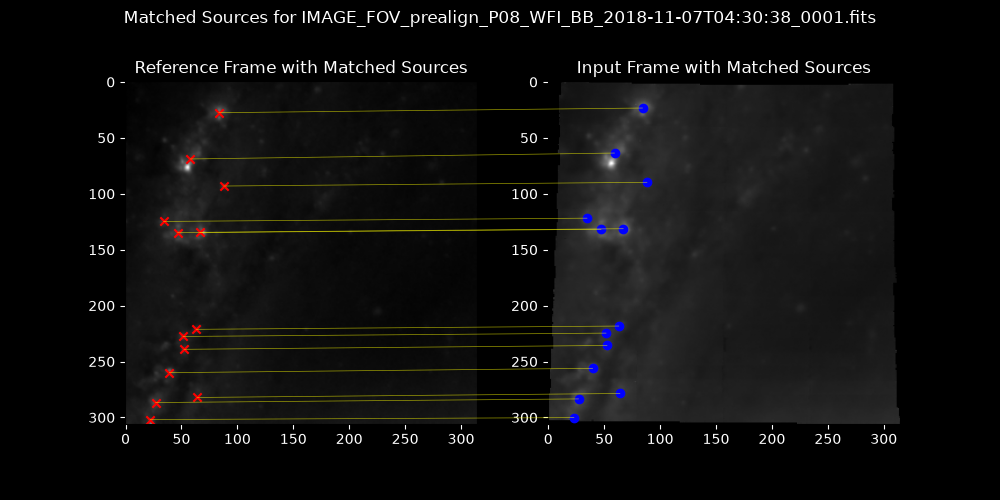 Matched Sources for IMAGE_FOV_prealign_P08_WFI_BB_2018-11-07T04:30:38_0001.fits
Reference Frame with Matched Sources
Input Frame with Matched Sources
0
50
100
150
200
250
300
0 50 100 150 200 250 300
0
50
100
150
200
250
300
0 50 100 150 200 250 300